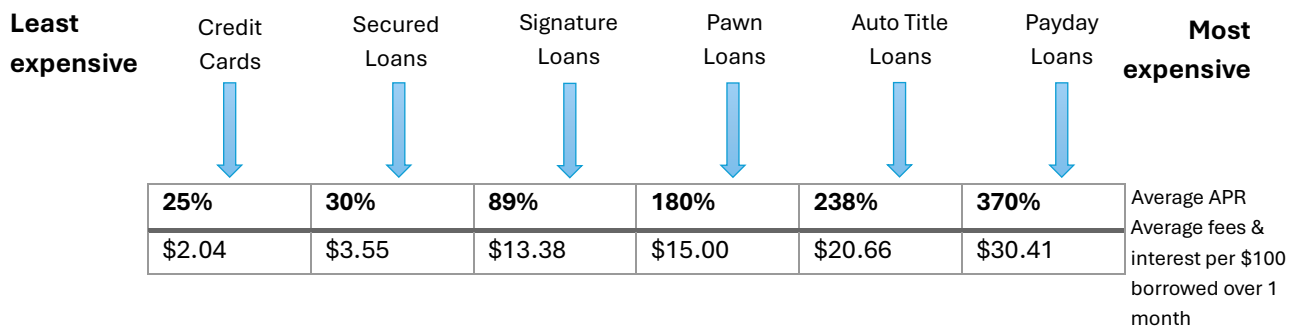 Least expensive
Credit Cards
Secured Loans
Signature Loans
Pawn Loans
Auto Title Loans
Payday Loans
Most expensive
25% 30% 89% 180% 238% 370%
Average APR
$2.04 $3.55 $13.38 $15.00 $20.66 $30.41
Average fees &
interest per $100
borrowed over 1
month